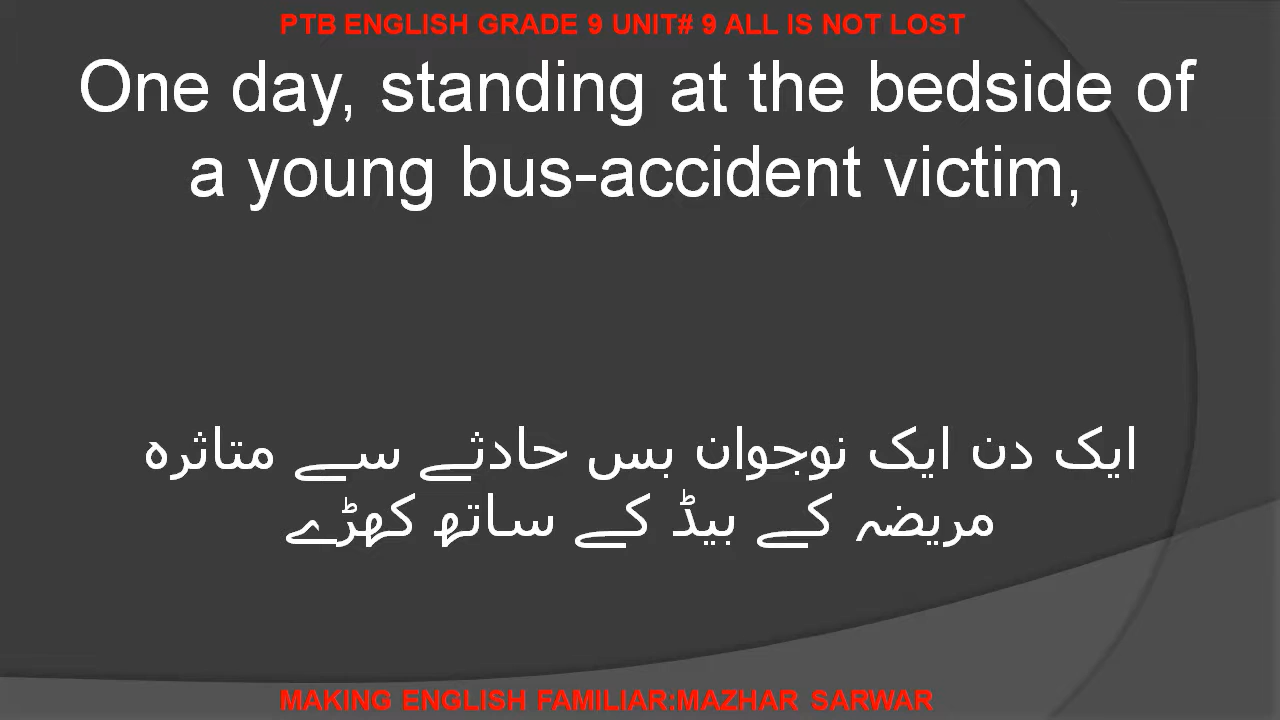 PTB ENGLISH GRADE 9 UNIT# 9 ALL IS NOT LOST
One day, standing at the bedside of
a young bus-accident victim,
ایک دن ایک نوجوان بس حادثے سے متاثرہ
مریضہ کے بیڈ کے ساتھ کھڑے
MAKING ENGLISH FAMILIAR:MAZHAR SARWAR